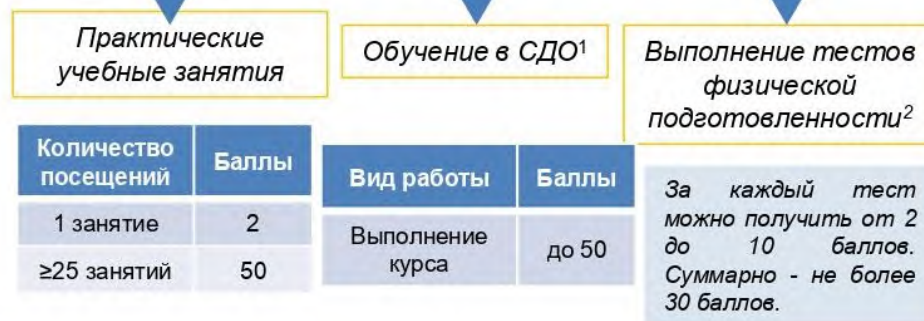 Практические
учебные занятия
Количество
посещений
Баллы
1 занятие
2
≥25 занятий
50
Обучение в СДО¹
Вид работы
Баллы
Выполнение
курса
до 50
Выполнение тестов
физической
подготовленности²
За каждый тест
можно получить от 2
до 10 баллов.
Суммарно - не более
30 баллов.